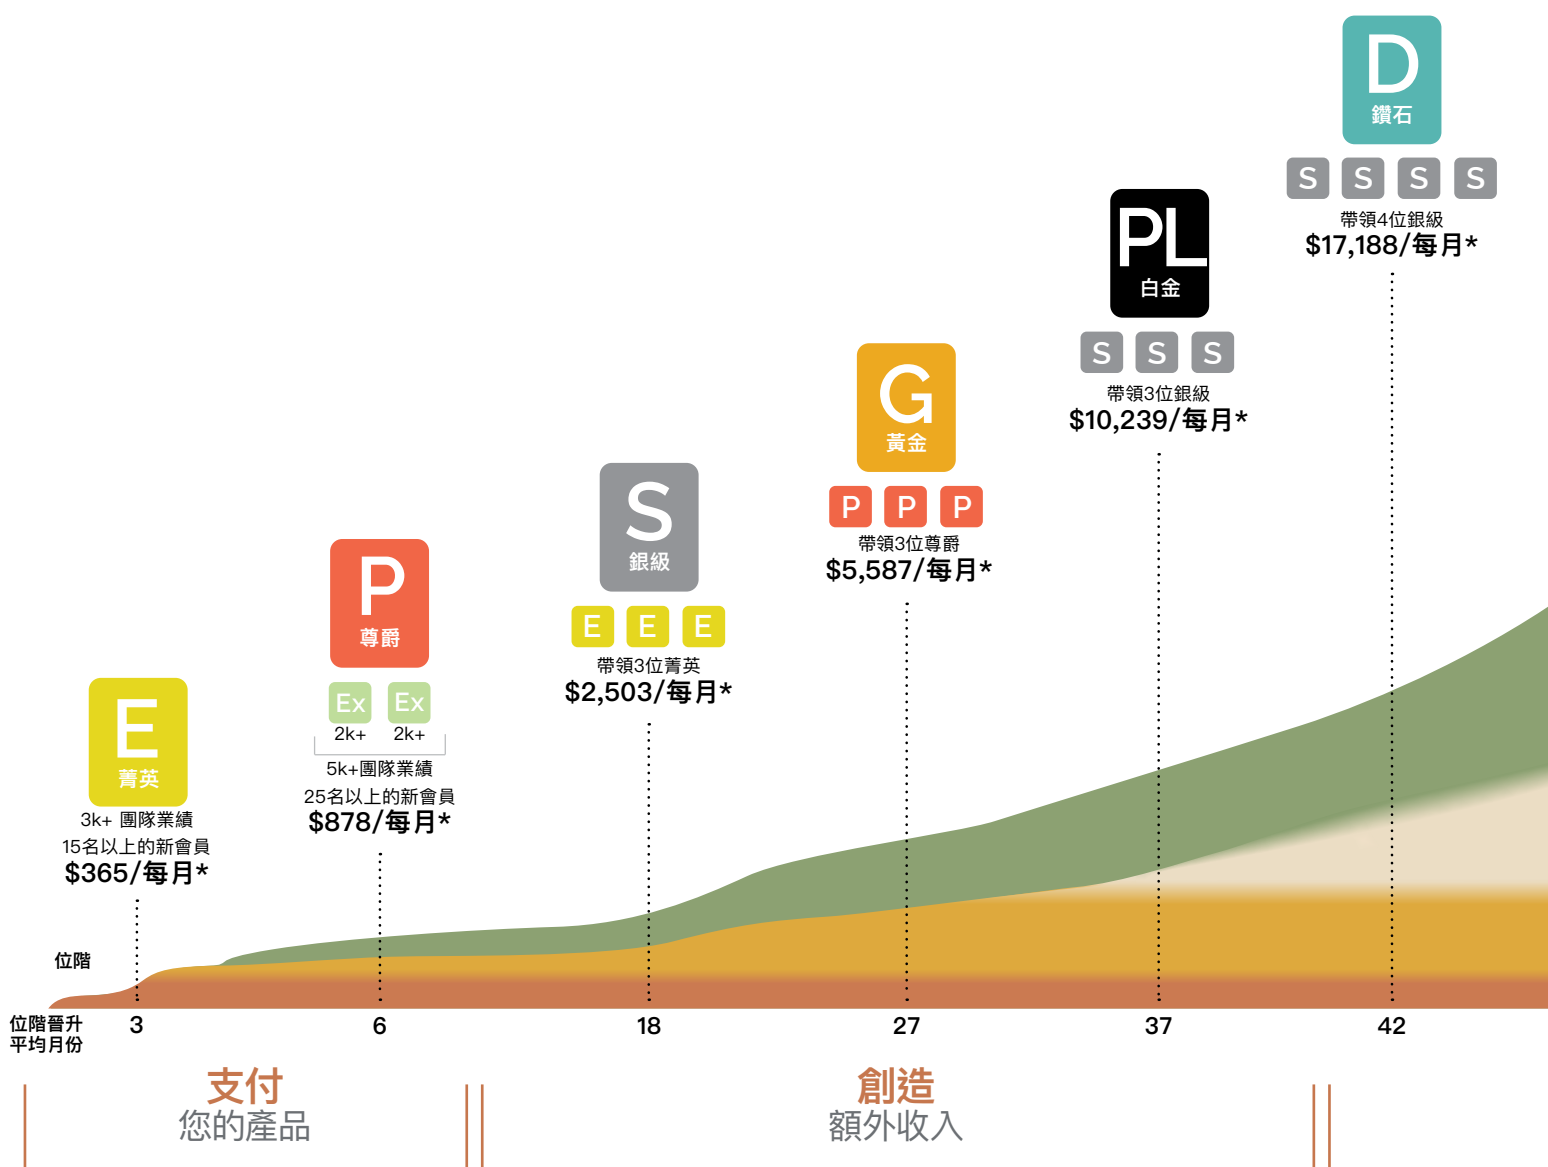 D
鑽石
S S S S
帶領4位銀級
$17,188/每月*
PL
白金
S S S
帶領3位銀級
$10,239/每月*
G
黃金
P P P
帶領3位尊爵
$5,587/每月*
S
銀級
E E E
帶領3位菁英
$2,503/每月*
P
尊爵
Ex Ex
2k+ 2k+
5k+團隊業績
25名以上的新會員
$878/每月*
E
菁英
3k+ 團隊業績
15名以上的新會員
$365/每月*
位階
位階晉升
平均月份
3 6 18 27 37 42
支付
您的產品
創造
額外收入